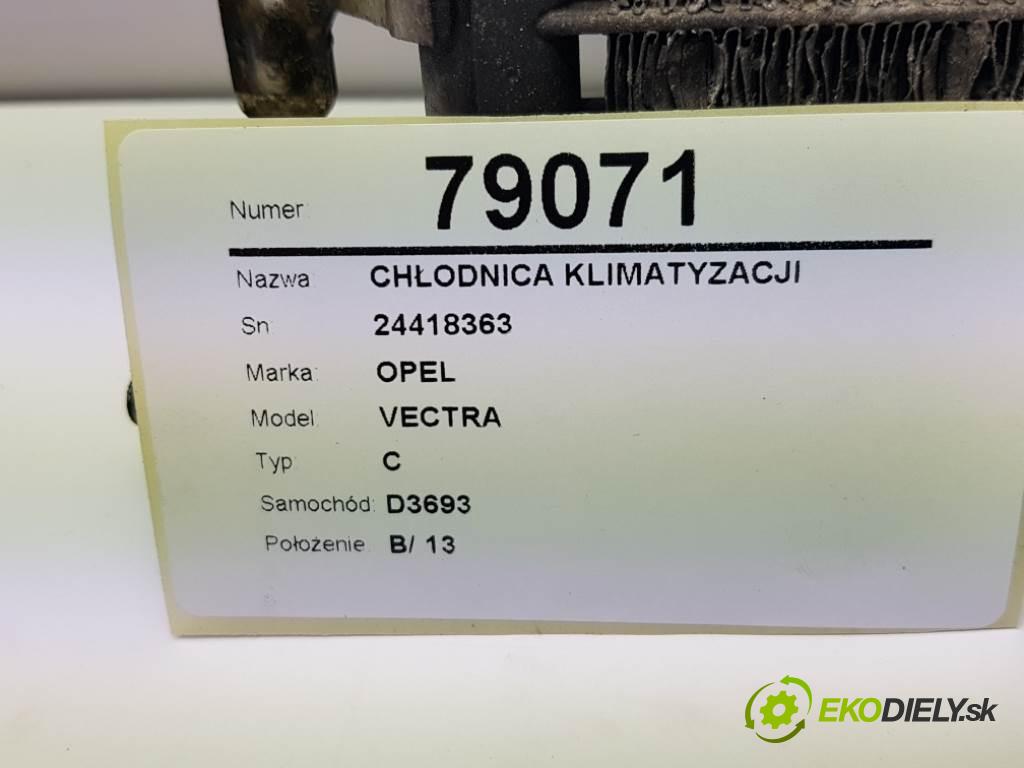 Numer: 79071
Nazwa: CHŁODNICA KLIMATYZACJI
Sn: 24418363
Marka: OPEL
Model: VECTRA
Typ: C
Samochód: D3693
Położenie: B/ 13
EKODIELY.sk